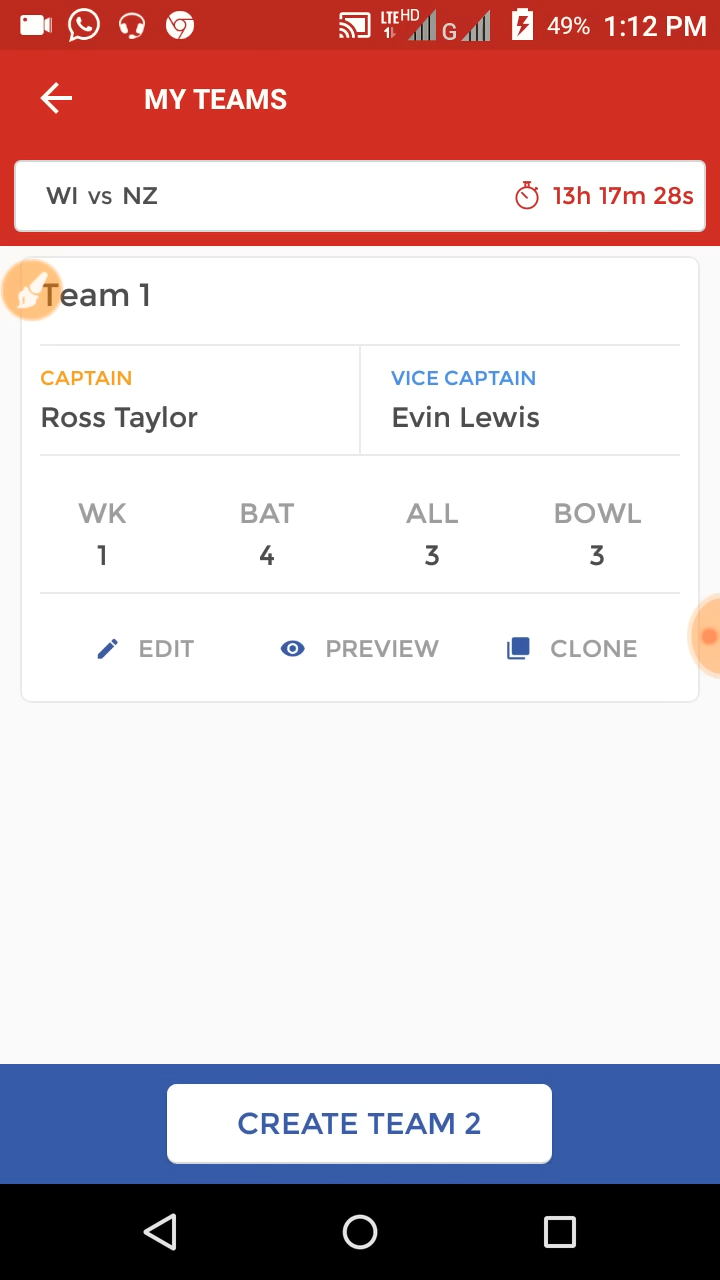 LTE HD G 49% 1:12 PM
MY TEAMS
WI vs NZ 13h 17m 28s
Team 1
CAPTAIN VICE CAPTAIN
Ross Taylor Evin Lewis
WK BAT ALL BOWL
1 4 3 3
EDIT PREVIEW CLONE
CREATE TEAM 2